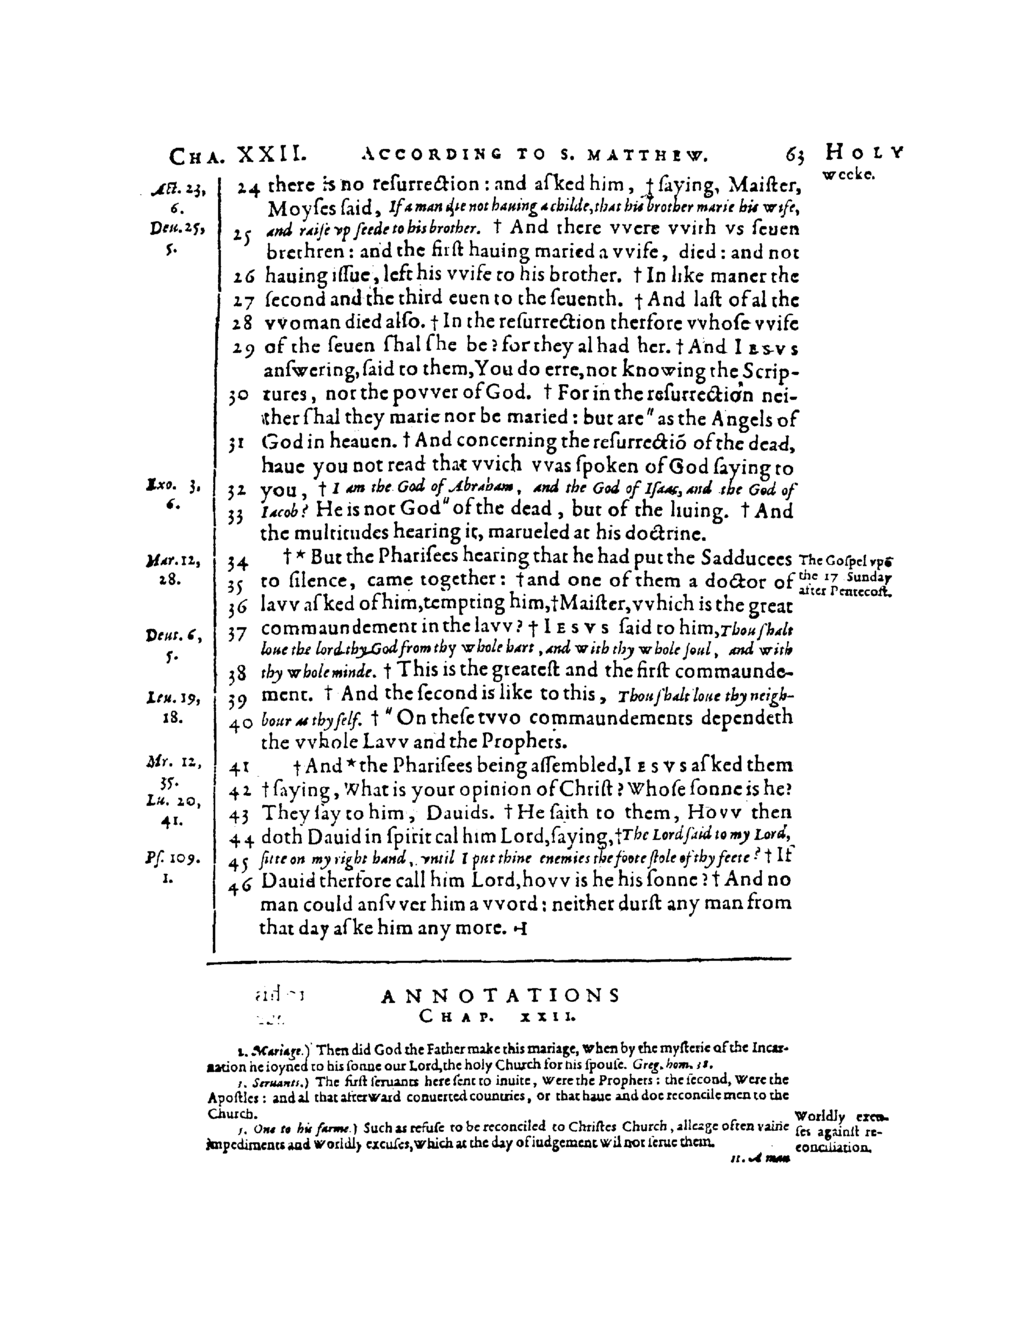 CHA. XXII. ACCORDING TO S. MATTHEW. 63 HOLY
weeke.
Act. 23,
6.
Deu. 25,
5.
24 there is no reſurrection : and aſked him, † ſaying, Maiſter,
Moyſes ſaid, If a man die not hauing a childe, that his brother marie his wife,
25 and raiſe vp ſeede to his brother. † And there vvere vvith vs ſeuen
brethren : and the firſt hauing maried a vvife, died : and not
26 hauing iſſue, left his vvife to his brother. † In like maner the
27 ſecond and the third euen to the ſeuenth. † And laſt of al the
28 vvoman died alſo. † In the reſurrection therfore vvhoſe vvife
29 of the ſeuen ſhal ſhe be? for they al had her. † And IESVS
anſwering, ſaid to them, You do erre, not knowing the Scrip-
30 tures, nor the povver of God. † For in the reſurrection nei-
ther ſhal they marie nor be maried : but are " as the Angels of
31 God in heauen. † And concerning the reſurrectiõ of the dead,
haue you not read that vvich vvas ſpoken of God ſaying to
Exo. 3,
6.
32 you, † I am the God of Abraham, and the God of Iſaac, and the God of
33 Iacob? He is not God " of the dead, but of the liuing. † And
the multitudes hearing it, marueled at his doctrine.
Mar. 12,
28.
34 † * But the Phariſees hearing that he had put the Sadducees
The Goſpel vpõ
the 17 Sunday
after Pentecoſt.
35 to ſilence, came together : † and one of them a doctor of
36 lavv aſked of him, tempting him, † Maiſter, vvhich is the great
Deut. 6,
5.
37 commaundement in the lavv? † IESVS ſaid to him, Thou ſhalt
loue the lord thy God from thy whole hart, and with thy whole ſoul, and with
38 thy whole minde. † This is the greateſt and the firſt commaunde-
Leu. 19,
18.
39 ment. † And the ſecond is like to this, Thou ſhalt loue thy neigh-
40 bour as thy ſelf. † " On theſe tvvo commaundements dependeth
the vvhole Lavv and the Prophets.
Mr. 12,
35.
Lu. 20,
41.
41 † And * the Phariſees being aſſembled, IESVS aſked them
42 † ſaying, What is your opinion of Chriſt? Whoſe ſonne is he?
43 They ſay to him, Dauids. † He ſaith to them, Hovv then
44 doth Dauid in ſpirit cal him Lord, ſaying, † The Lord ſaid to my Lord,
Pſ. 109.
1.
45 ſitte on my right hand, vntil I put thine enemies the foote ſtole of thy feete? † If
46 Dauid therfore call him Lord, hovv is he his ſonne? † And no
man could anſvver him a vvord : neither durſt any man from
that day aſke him any more. ⊣
ANNOTATIONS
CHAP. XXII.
1. Mariage.) Then did God the Father make this mariage, when by the myſterie of the Incar-
nation he ioyned to his ſonne our Lord, the holy Church for his ſpouſe. Greg. hom. 38.
3. Seruants.) The firſt ſeruants here ſent to inuite, were the Prophets : the ſecond, were the
Apoſtles : and al that afterward conuerted countries, or that haue and doe reconcile men to the
Church.
5. One to his farme.) Such as refuſe to be reconciled to Chriſtes Church, alleage often vaine
impediments and worldly excuſes, which at the day of iudgement wil not ſerue them.
Worldly excu-
ſes againſt re-
conciliation.
11. A man